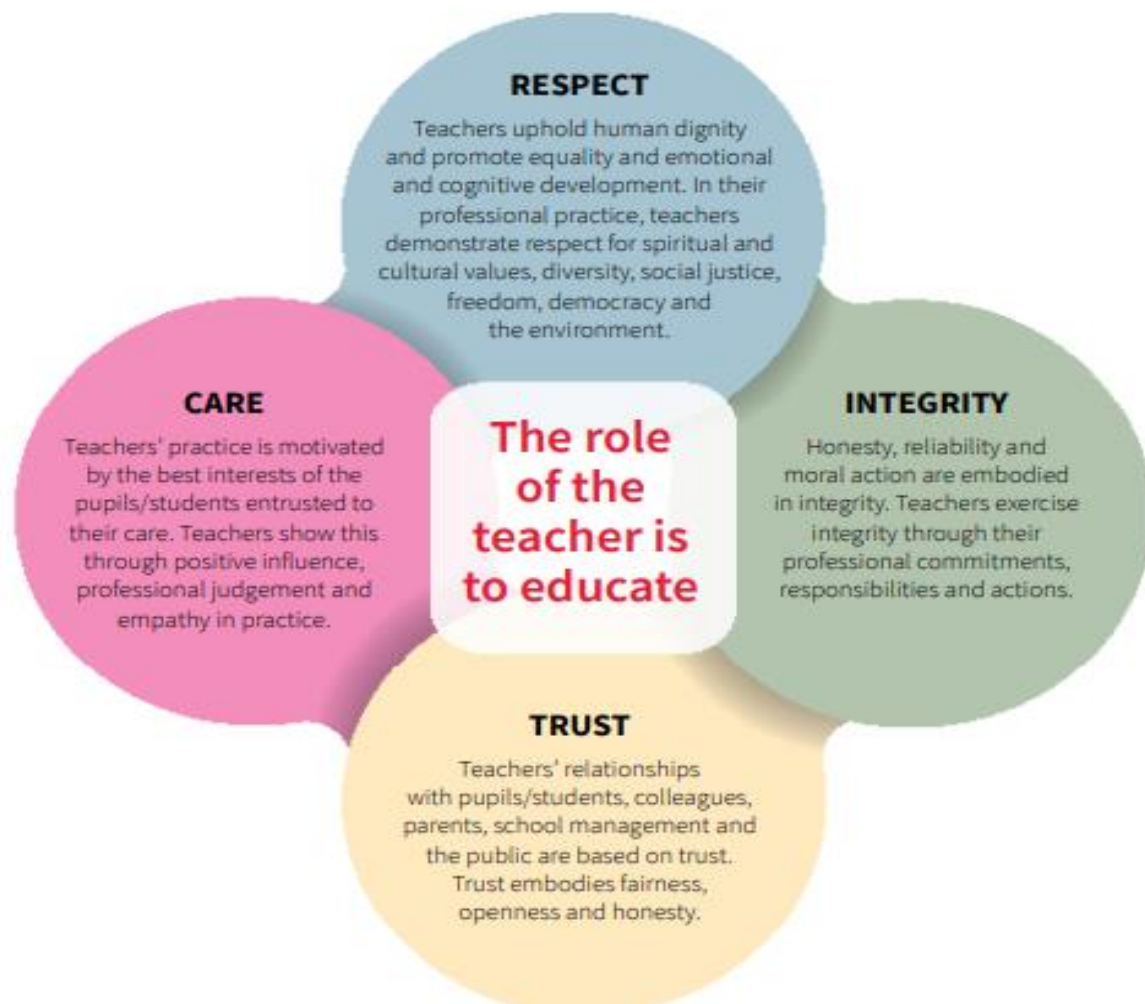 RESPECT
Teachers uphold human dignity
and promote equality and emotional
and cognitive development. In their
professional practice, teachers
demonstrate respect for spiritual and
cultural values, diversity, social justice,
freedom, democracy and
the environment.
CARE
Teachers' practice is motivated
by the best interests of the
pupils/students entrusted to
their care. Teachers show this
through positive influence,
professional judgement and
empathy in practice.
The role
of the
teacher is
to educate
INTEGRITY
Honesty, reliability and
moral action are embodied
in integrity. Teachers exercise
integrity through their
professional commitments,
responsibilities and actions.
TRUST
Teachers' relationships
with pupils/students, colleagues,
parents, school management and
the public are based on trust.
Trust embodies fairness,
openness and honesty.